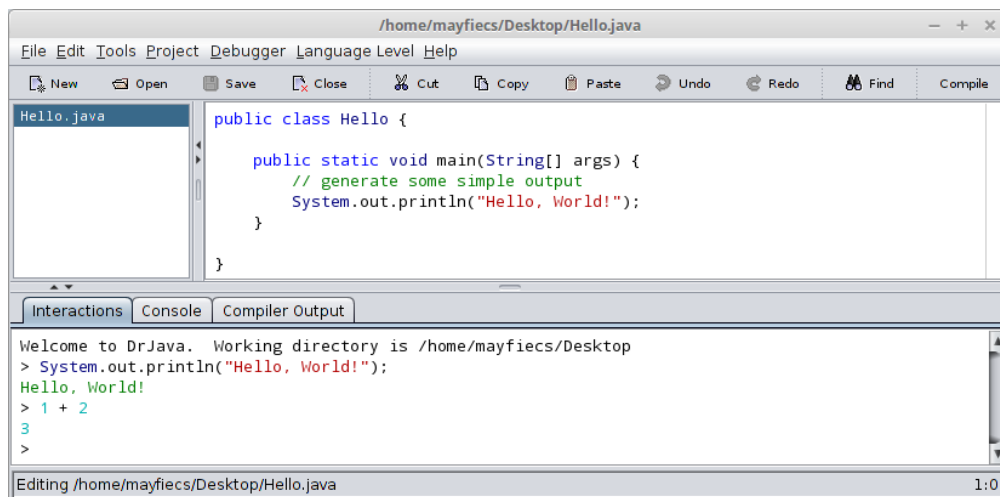 /home/mayfiecs/Desktop/Hello.java
File Edit Tools Project Debugger Language Level Help
New Open Save Close Cut Copy Paste Undo Redo Find Compile
Hello.java
public class Hello {
public static void main(String[] args) {
// generate some simple output
System.out.println("Hello, World!");
}
}
Interactions Console Compiler Output
Welcome to DrJava.  Working directory is /home/mayfiecs/Desktop
> System.out.println("Hello, World!");
Hello, World!
> 1 + 2
3
>
Editing /home/mayfiecs/Desktop/Hello.java 1:0